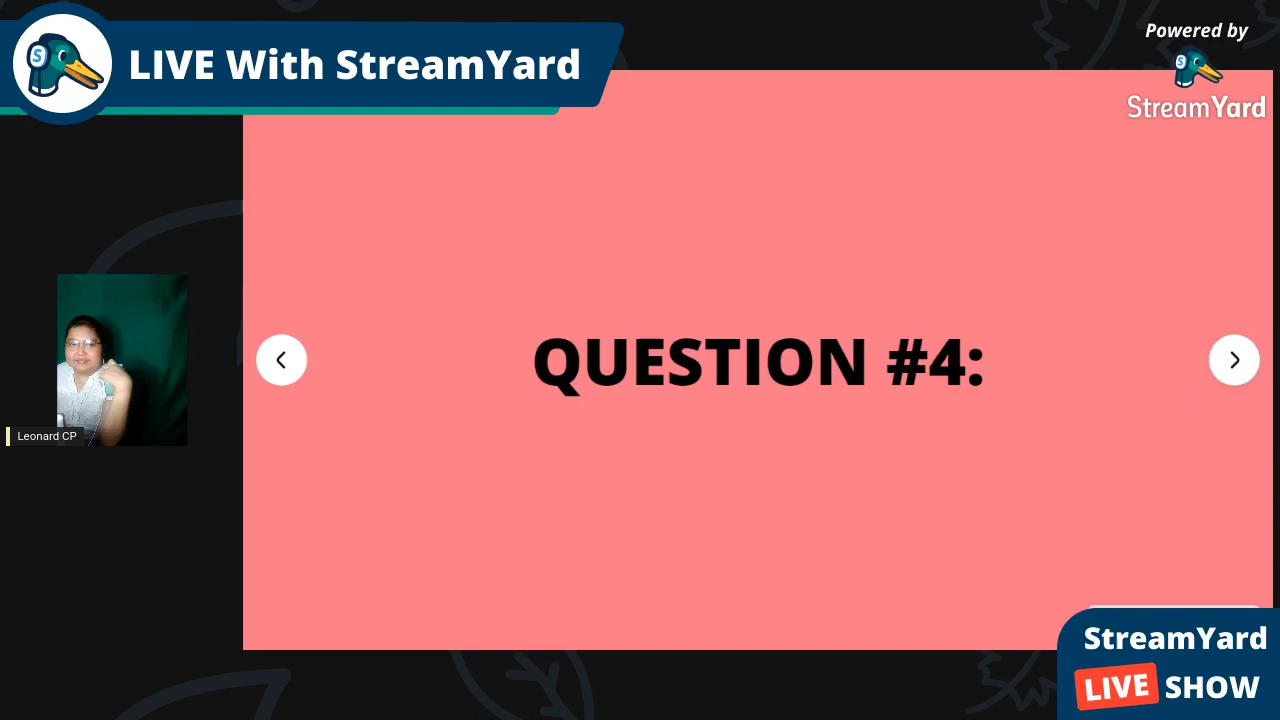 LIVE With StreamYard
Powered by
StreamYard
QUESTION #4:
Leonard CP
StreamYard
LIVE SHOW